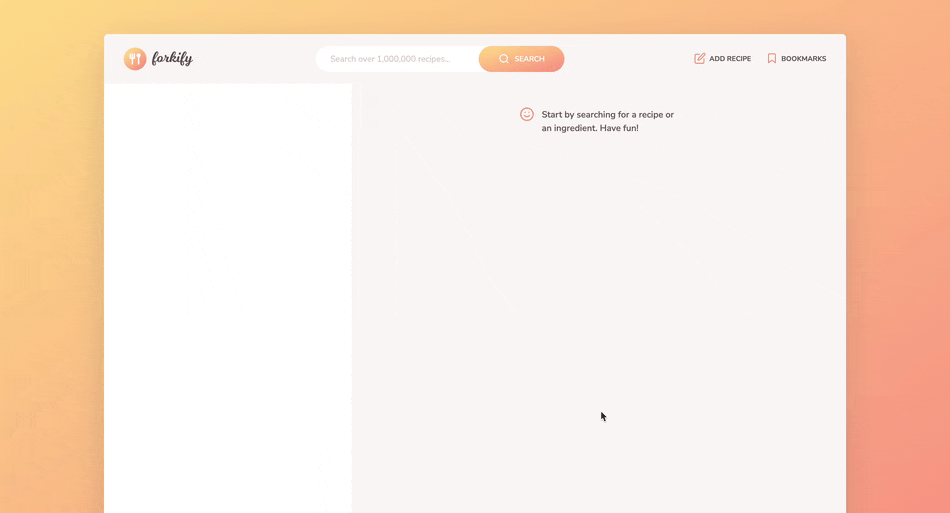 forkify
Search over 1,000,000 recipes...
SEARCH
ADD RECIPE
BOOKMARKS
Start by searching for a recipe or
an ingredient. Have fun!